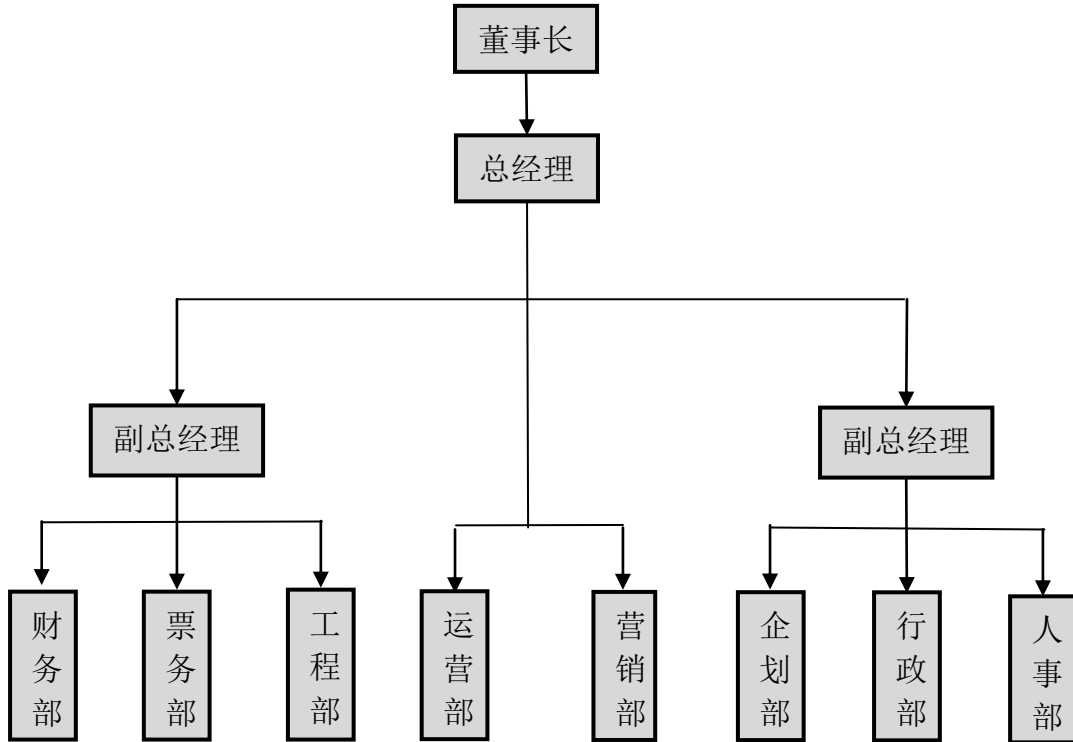 董事长
总经理
副总经理
副总经理
财务部
票务部
工程部
运营部
营销部
企划部
行政部
人事部